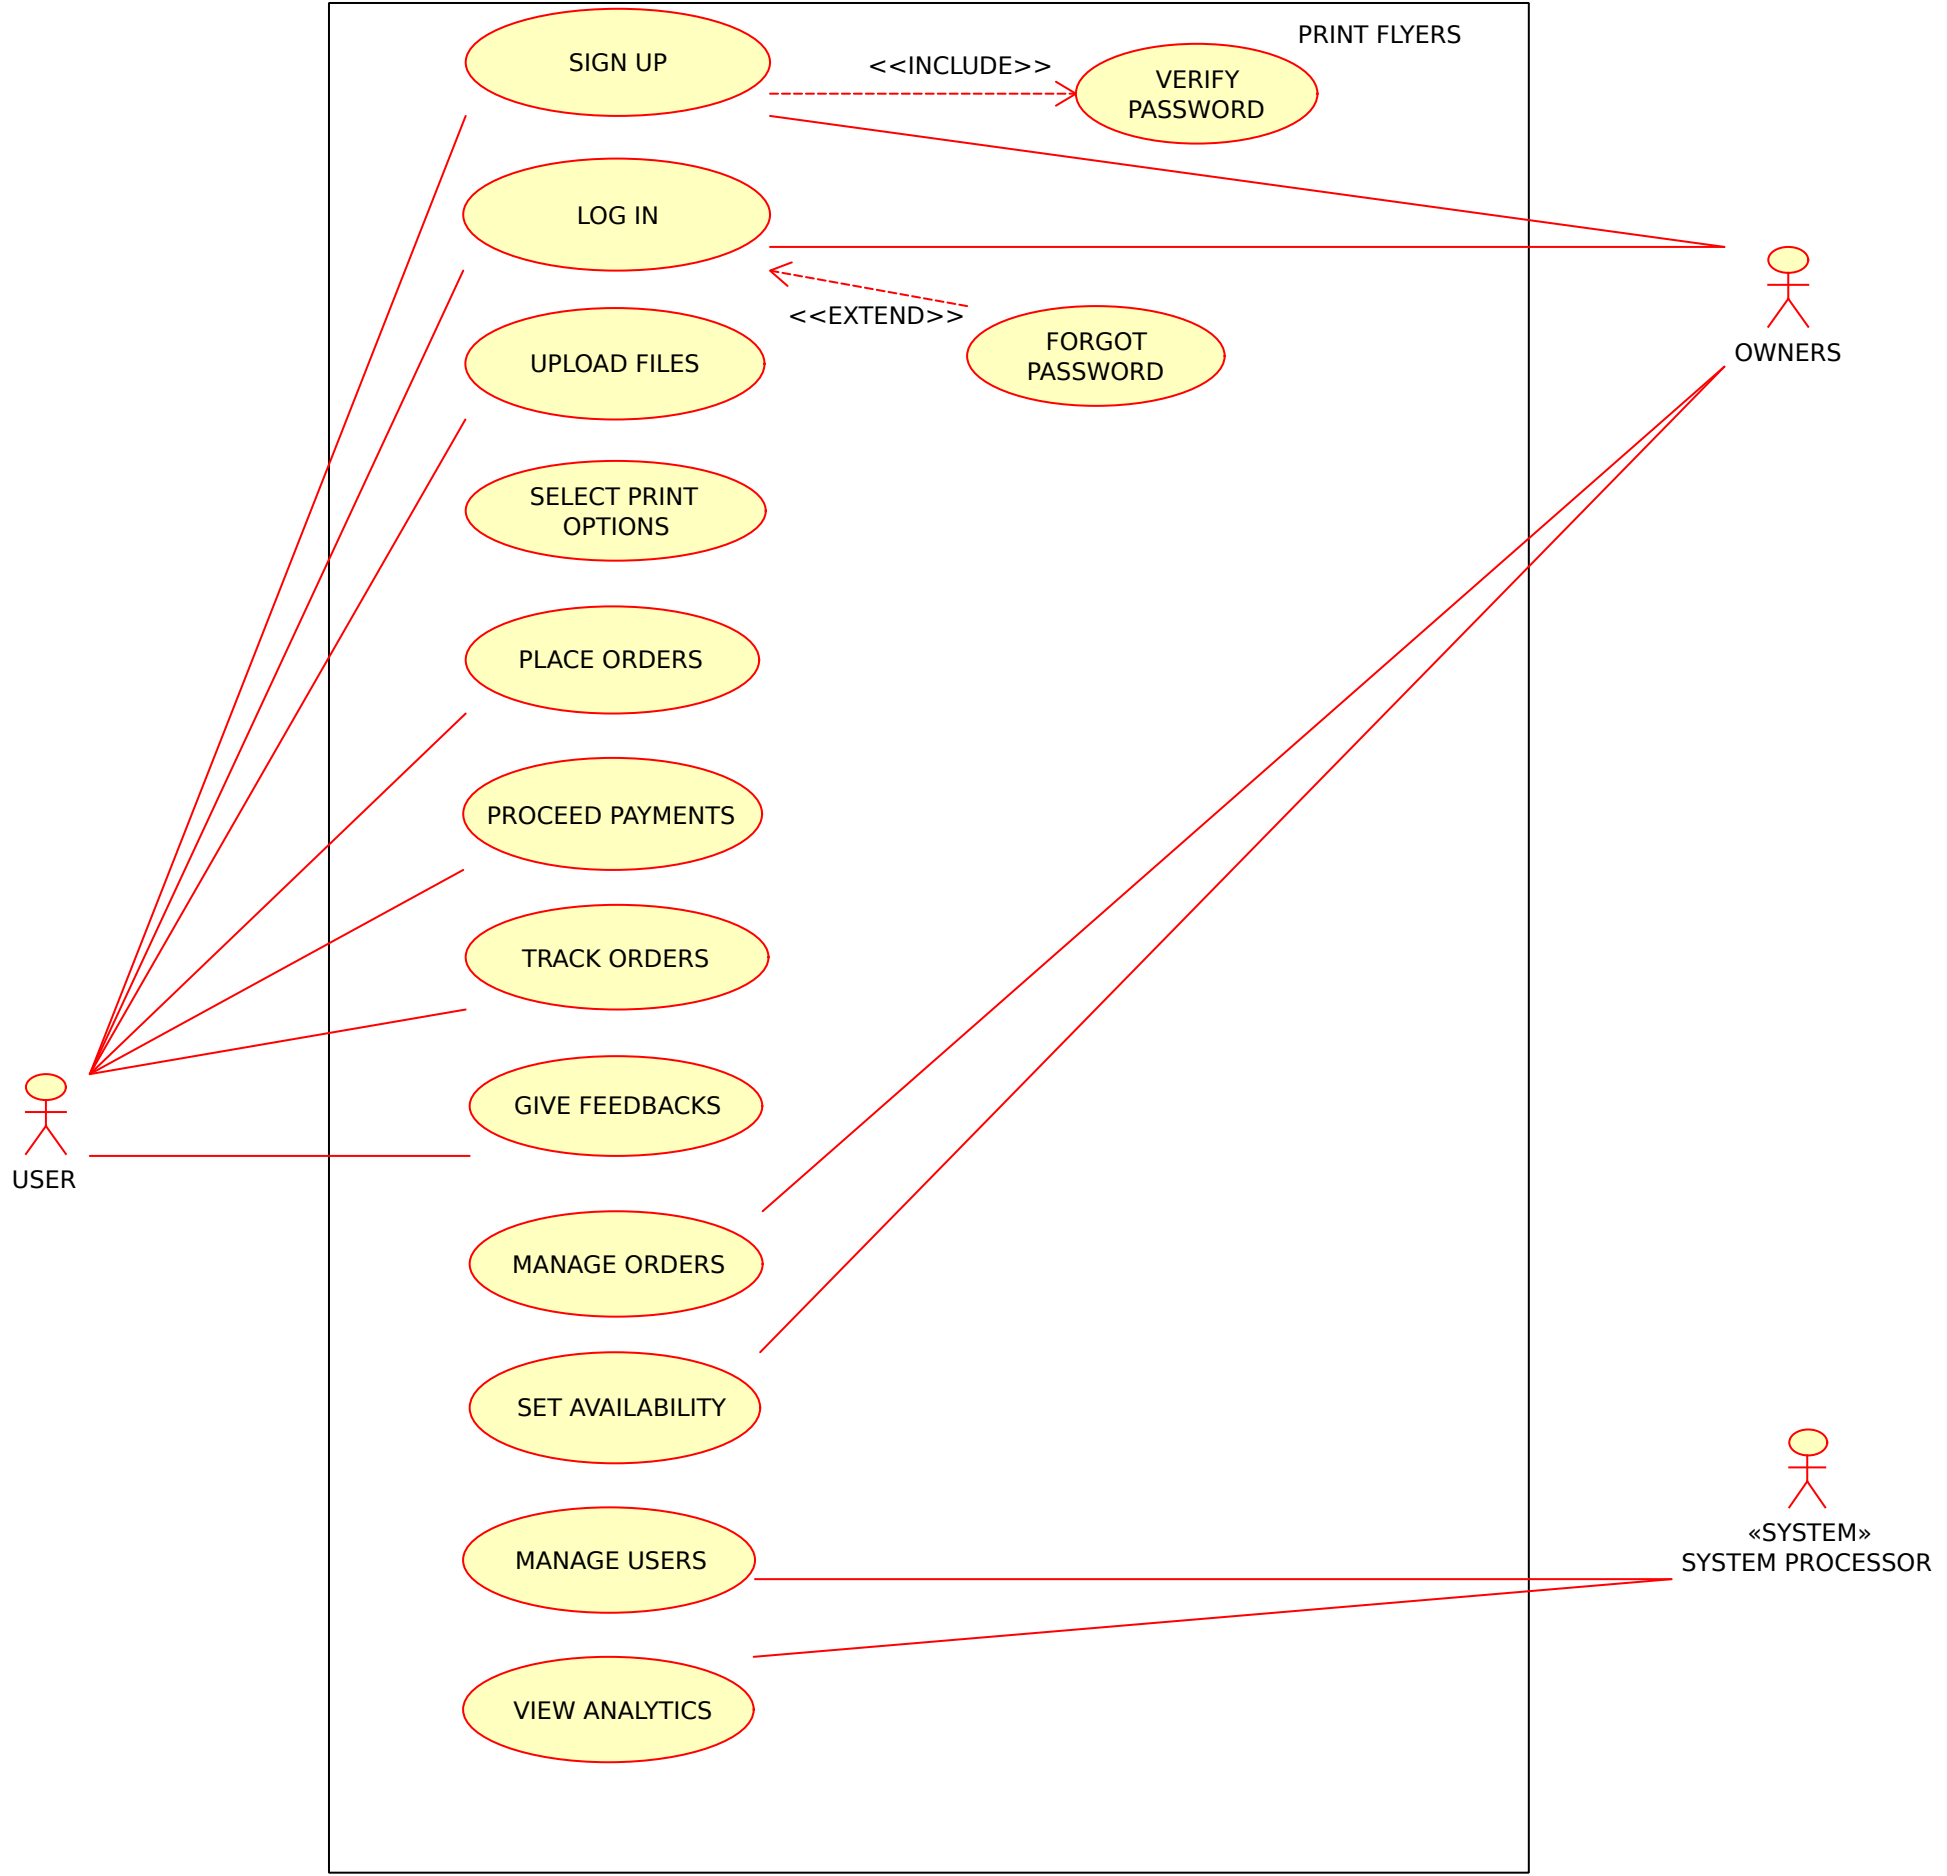 PRINT FLYERS
SIGN UP
<<INCLUDE>>
VERIFY
PASSWORD
LOG IN
<<EXTEND>>
FORGOT
PASSWORD
OWNERS
UPLOAD FILES
SELECT PRINT
OPTIONS
PLACE ORDERS
PROCEED PAYMENTS
TRACK ORDERS
GIVE FEEDBACKS
USER
MANAGE ORDERS
SET AVAILABILITY
«SYSTEM»
SYSTEM PROCESSOR
MANAGE USERS
VIEW ANALYTICS